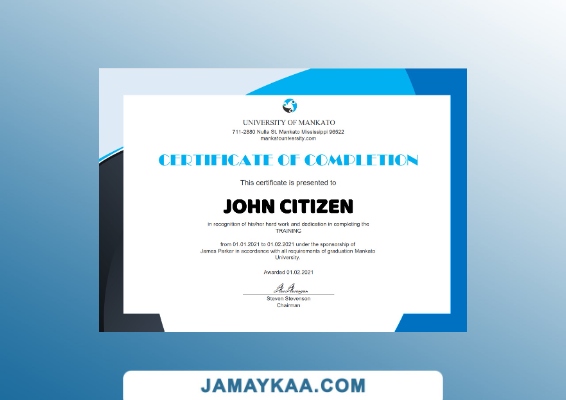 UNIVERSITY OF MANKATO
711-2880 Nulla St. Mankato Mississippi 96522
mankatouniversity.com
CERTIFICATE OF COMPLETION
This certificate is presented to
JOHN CITIZEN
in recognition of his/her hard work and dedication in completing the
TRAINING
from 01.01.2021 to 01.02.2021 under the sponsorship of
James Parker in accordance with all requirements of graduation Mankato
University.
Awarded 01.02.2021
Steven Stevenson
Chairman
JAMAYKAA.COM